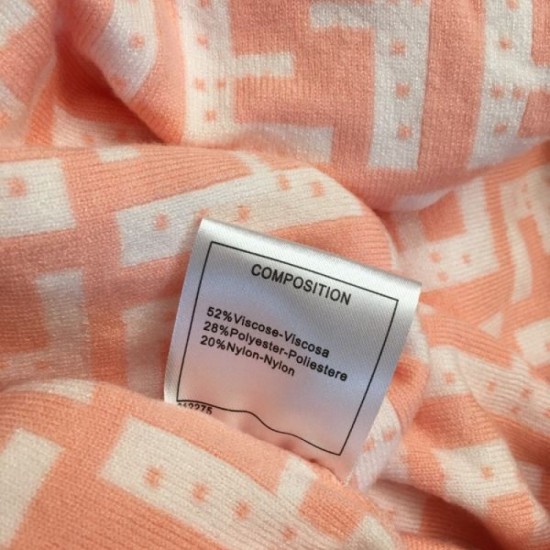 COMPOSITION
52%Viscose-Viscosa
28%Polyester-Poliestere
20%Nylon-Nylon